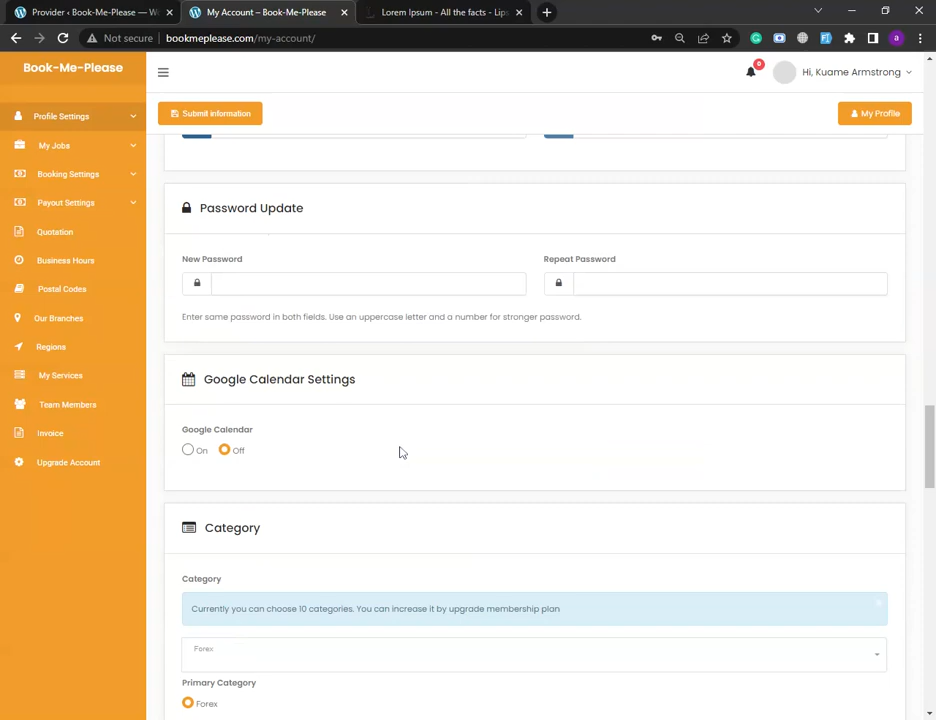 Provider ‹ Book-Me-Please — W
My Account – Book-Me-Please
Lorem Ipsum - All the facts - Lips
Not secure
bookmeplease.com/my-account/
Book-Me-Please
Hi, Kuame Armstrong
0
Submit Information
My Profile
Profile Settings
My Jobs
Booking Settings
Payout Settings
Quotation
Business Hours
Postal Codes
Our Branches
Regions
My Services
Team Members
Invoice
Upgrade Account
Password Update
New Password
Repeat Password
Enter same password in both fields. Use an uppercase letter and a number for stronger password.
Google Calendar Settings
Google Calendar
On
Off
Category
Category
Currently you can choose 10 categories. You can increase it by upgrade membership plan
Forex
Primary Category
Forex